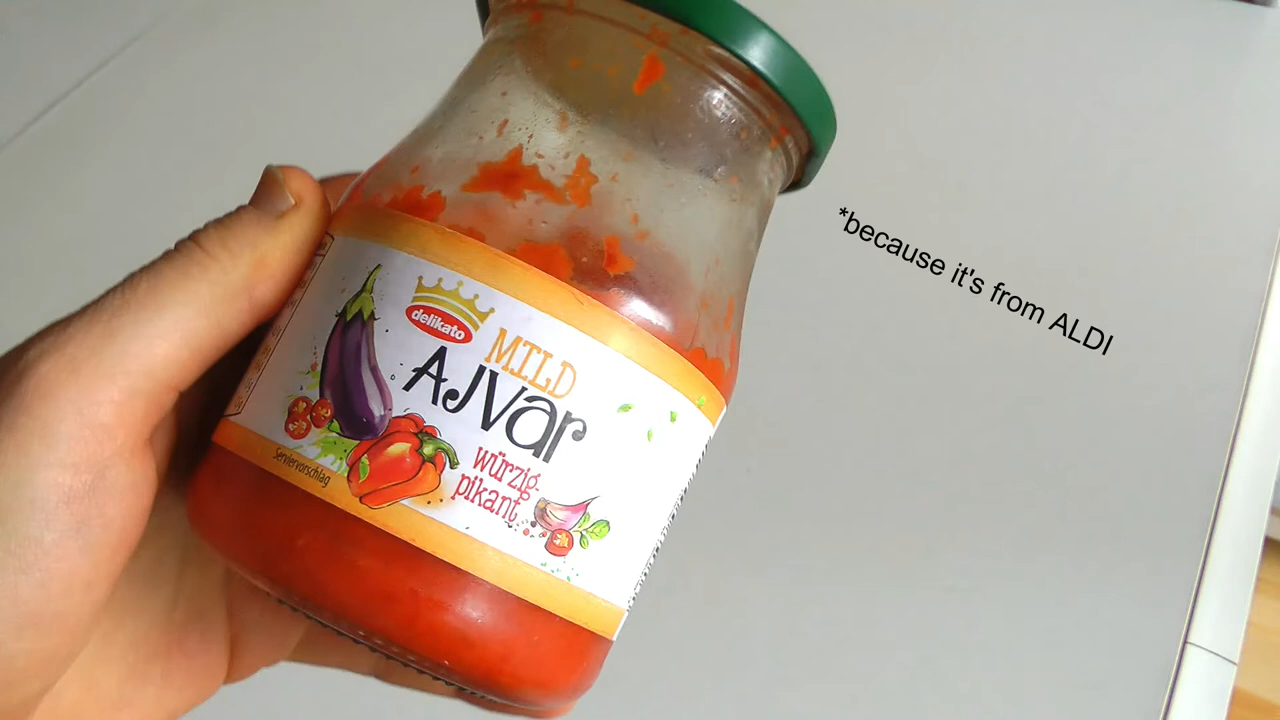 delikato
MILD
AJVar
würzig-
pikant
Serviervorschlag
*because it's from ALDI